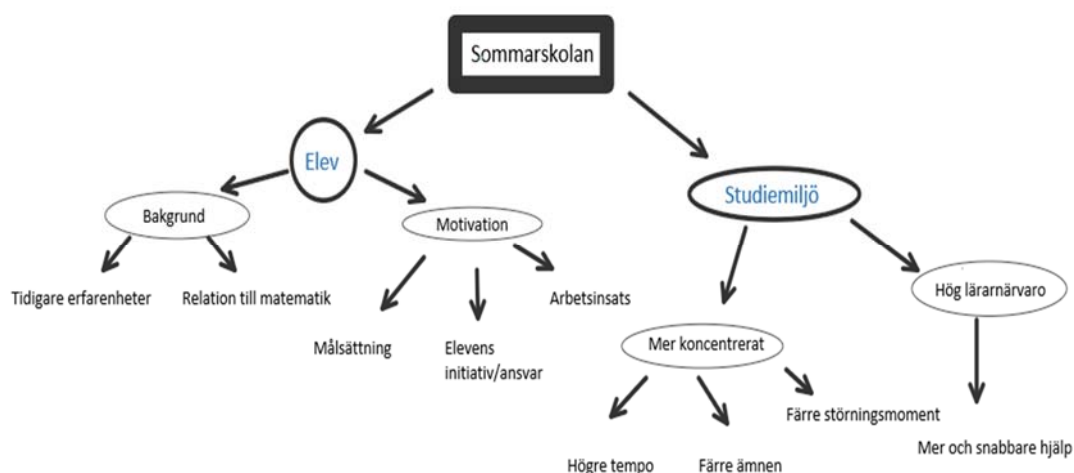 Sommarskolan
Elev
Studiemiljö
Bakgrund
Motivation
Tidigare erfarenheter
Relation till matematik
Målsättning
Elevens
initiativ/ansvar
Arbetsinsats
Mer koncentrerat
Hög lärarnärvaro
Högre tempo
Färre ämnen
Färre störningsmoment
Mer och snabbare hjälp